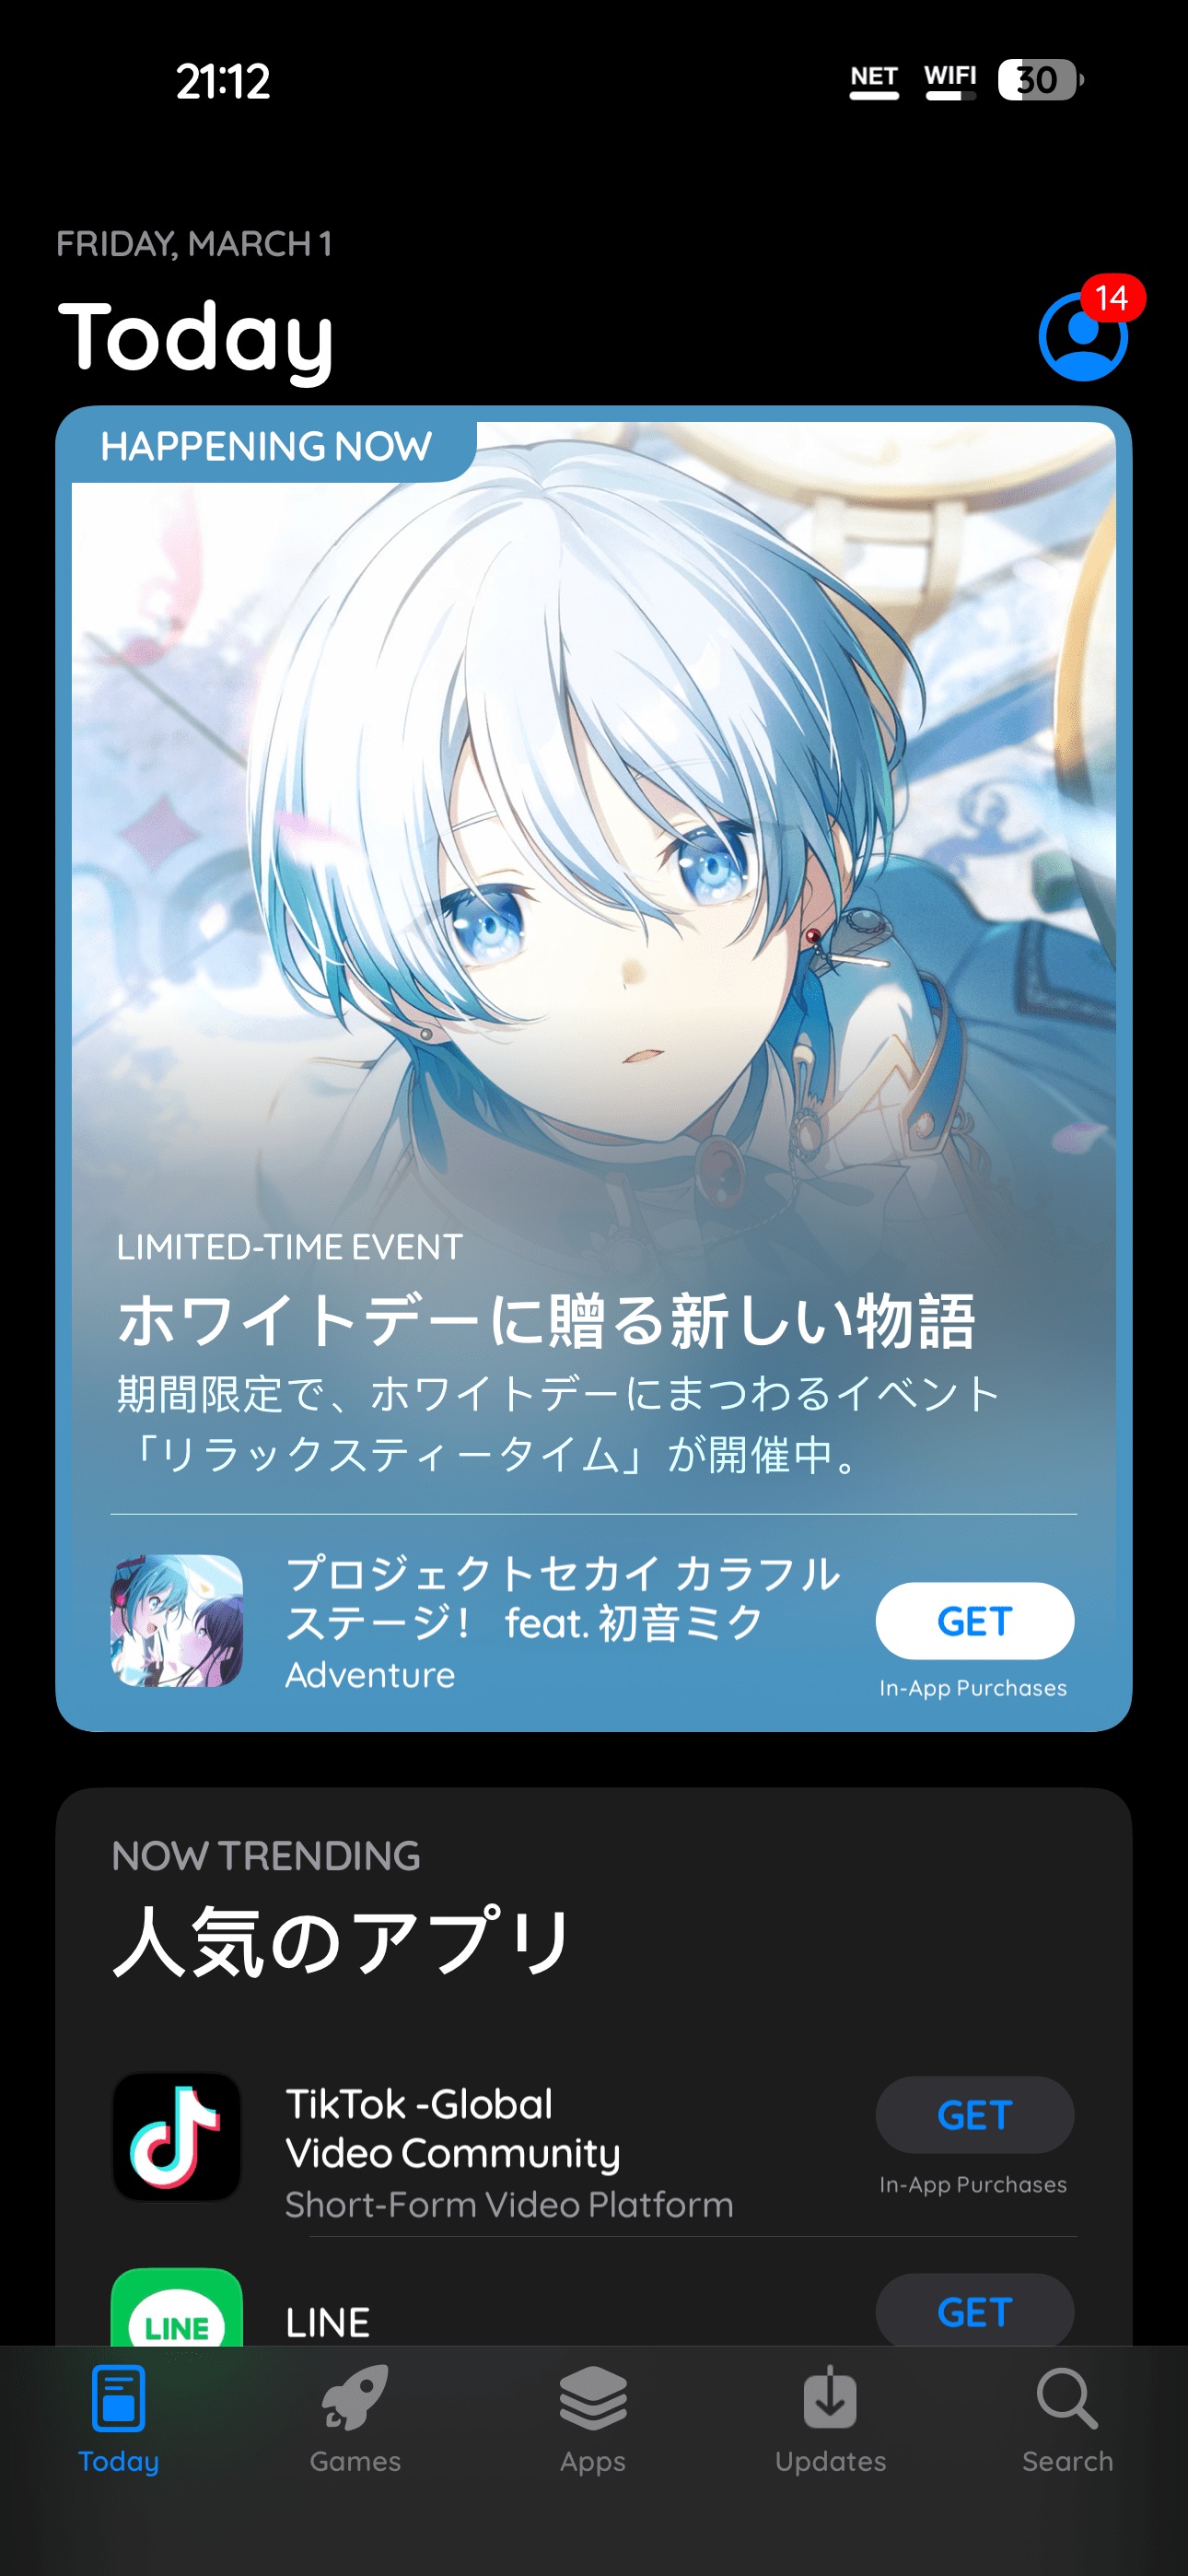 21:12
NET WIFI 30
FRIDAY, MARCH 1
Today
14
HAPPENING NOW
LIMITED-TIME EVENT
ホワイトデーに贈る新しい物語
期間限定で、ホワイトデーにまつわるイベント
「リラックスティータイム」が開催中。
プロジェクトセカイ カラフル
ステージ！ feat. 初音ミク
Adventure
GET
In-App Purchases
NOW TRENDING
人気のアプリ
TikTok -Global
Video Community
Short-Form Video Platform
GET
In-App Purchases
LINE
LINE
GET
Today Games Apps Updates Search